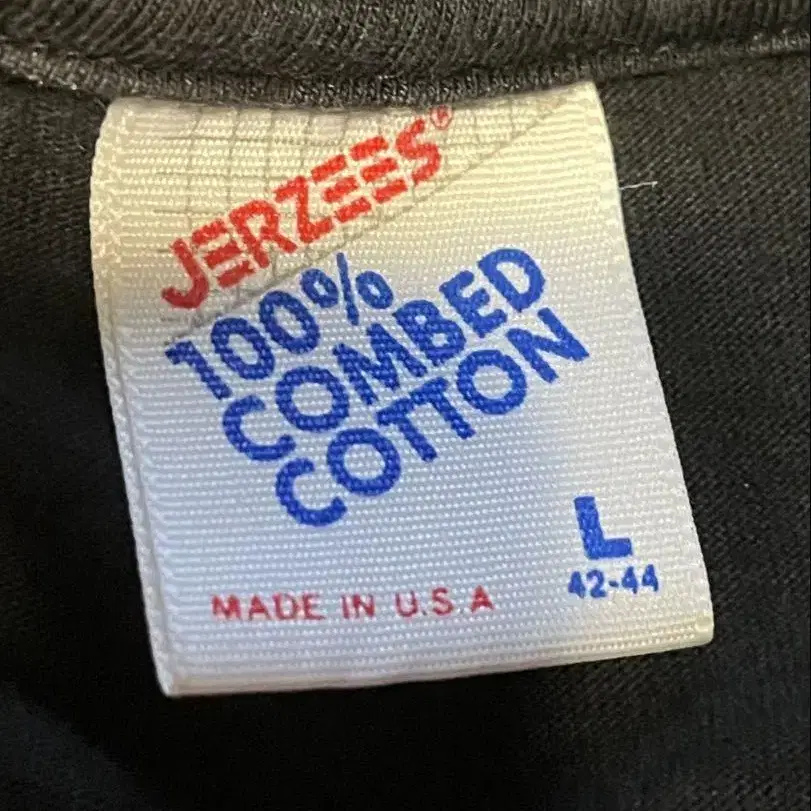 JERZEES®
100%
COMBED
COTTON
L
42-44
MADE IN U.S.A